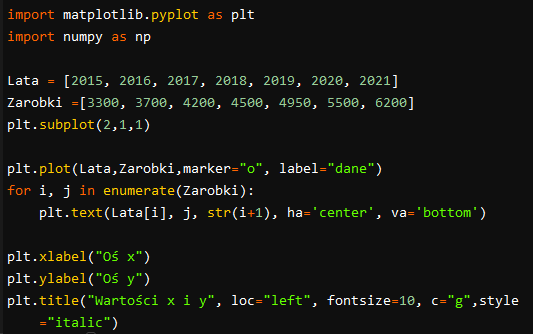 import matplotlib.pyplot as plt
import numpy as np
Lata = [2015, 2016, 2017, 2018, 2019, 2020, 2021]
Zarobki =[3300, 3700, 4200, 4500, 4950, 5500, 6200]
plt.subplot(2,1,1)
plt.plot(Lata,Zarobki,marker="o", label="dane")
for i, j in enumerate(Zarobki):
    plt.text(Lata[i], j, str(i+1), ha='center', va='bottom')
plt.xlabel("Oś x")
plt.ylabel("Oś y")
plt.title("Wartości x i y", loc="left", fontsize=10, c="g",style
    ="italic")